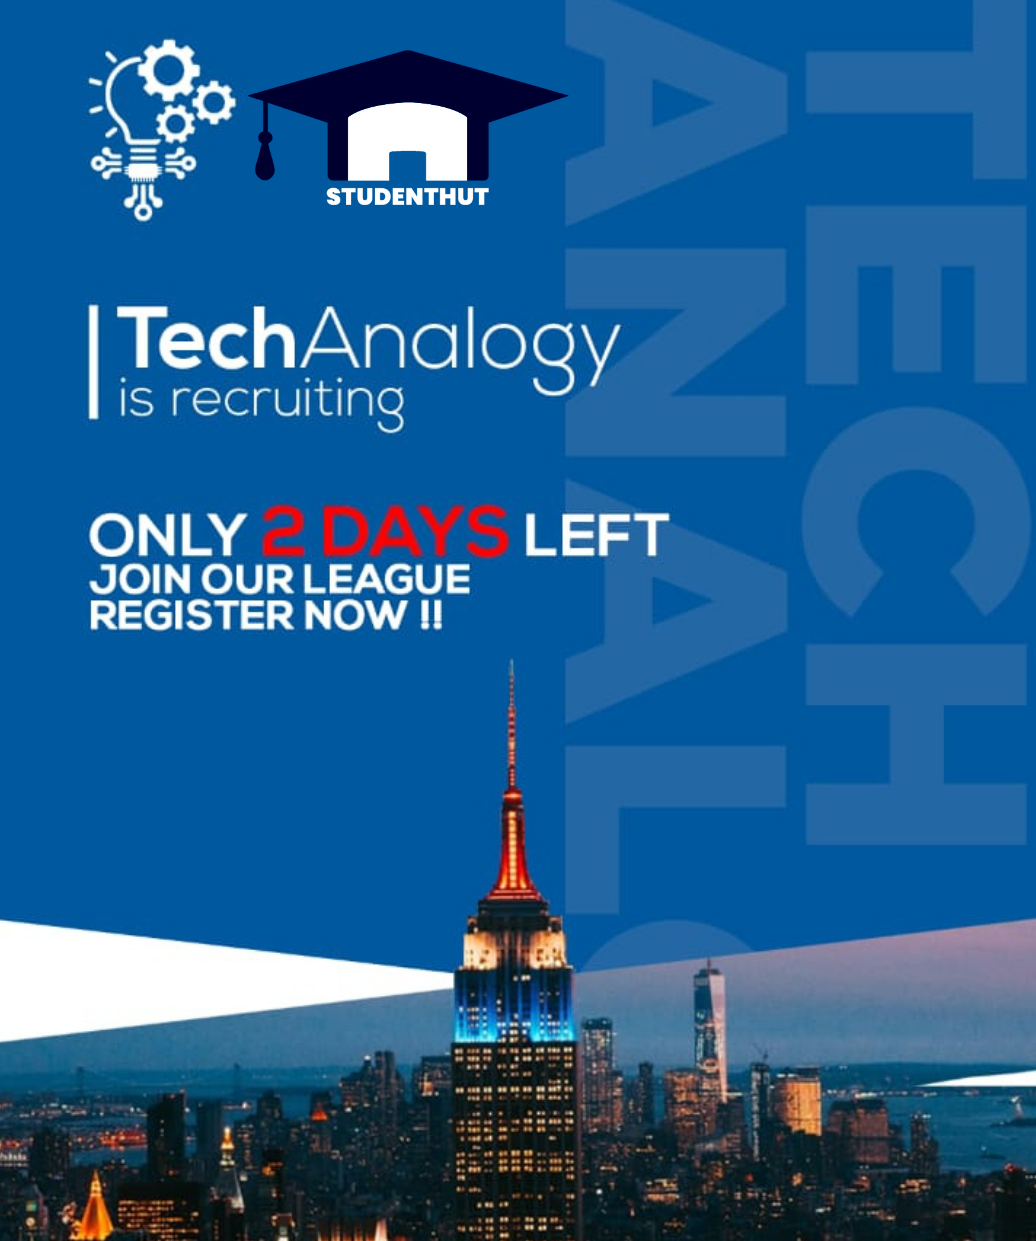 STUDENTHUT
TechAnalogy
is recruiting
ONLY 2 DAYS LEFT
JOIN OUR LEAGUE
REGISTER NOW !!
TECH
ANAL